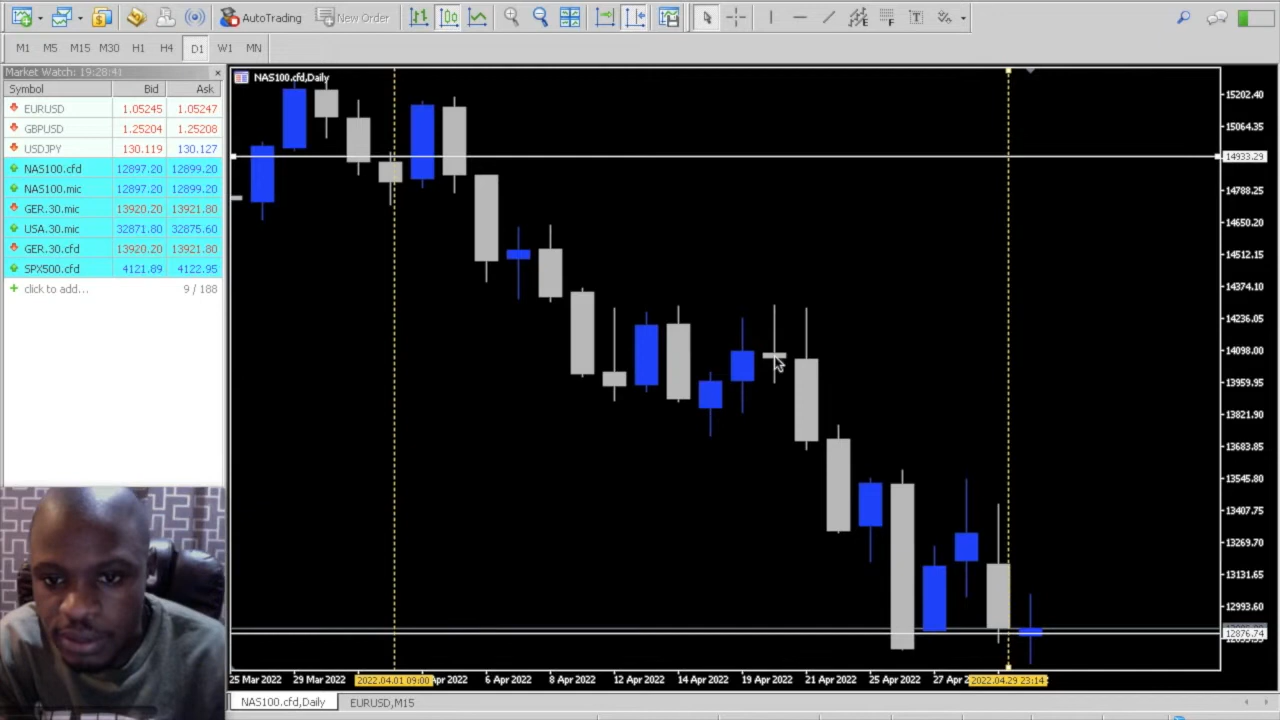 AutoTrading New Order
M1 M5 M15 M30 H1 H4 D1 W1 MN
Market Watch: 19:28:41
Symbol Bid Ask
EURUSD 1.05245 1.05247
GBPUSD 1.25204 1.25208
USDJPY 130.119 130.127
NAS100.cfd 12897.20 12899.20
NAS100.mic 12897.20 12899.20
GER.30.mic 13920.20 13921.80
USA.30.mic 32871.80 32875.60
GER.30.cfd 13920.20 13921.80
SPX500.cfd 4121.89 4122.95
click to add... 9 / 188
NAS100.cfd,Daily
15202.40
15064.35
14933.29
14788.25
14650.20
14512.15
14374.10
14236.05
14098.00
13959.95
13821.90
13683.85
13545.80
13407.75
13269.70
13131.65
12993.60
12876.74
25 Mar 2022 29 Mar 2022 2022.04.01 09:00 Apr 2022 6 Apr 2022 8 Apr 2022 12 Apr 2022 14 Apr 2022 19 Apr 2022 21 Apr 2022 25 Apr 2022 27 Apr 2022.04.29 23:14
NAS100.cfd,Daily EURUSD,M15